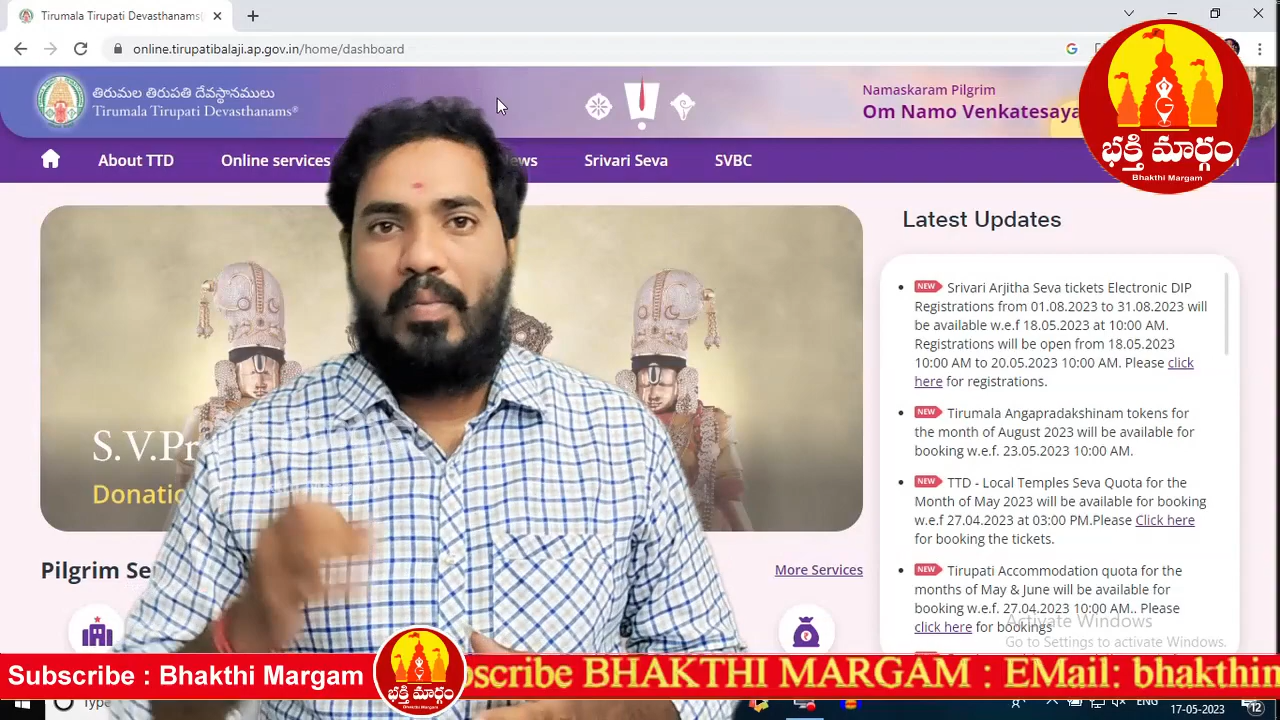 Tirumala Tirupati Devasthanams
online.tirupatibalaji.ap.gov.in/home/dashboard
తిరుమల తిరుపతి దేవస్థానములు
Tirumala Tirupati Devasthanams®
Namaskaram Pilgrim
Om Namo Venkatesaya
భక్తి మార్గం
Bhakthi Margam
About TTD
Online services
News
Srivari Seva
SVBC
Latest Updates
NEW Srivari Arjitha Seva tickets Electronic DIP
Registrations from 01.08.2023 to 31.08.2023 will
be available w.e.f 18.05.2023 at 10:00 AM.
Registrations will be open from 18.05.2023
10:00 AM to 20.05.2023 10:00 AM. Please click
here for registrations.
NEW Tirumala Angapradakshinam tokens for
the month of August 2023 will be available for
booking w.e.f. 23.05.2023 10:00 AM.
NEW TTD - Local Temples Seva Quota for the
Month of May 2023 will be available for booking
w.e.f 27.04.2023 at 03:00 PM.Please Click here
for booking the tickets.
NEW Tirupati Accommodation quota for the
months of May & June will be available for
booking w.e.f. 27.04.2023 10:00 AM.. Please
click here for bookings
S.V.Pr
Donatio
Pilgrim Se
More Services
Activate Windows
Go to Settings to activate Windows.
Subscribe : Bhakthi Margam
భక్తి మార్గం
scribe BHAKTHI MARGAM : EMail: bhakthin
Type
ENG
17-05-2023
12